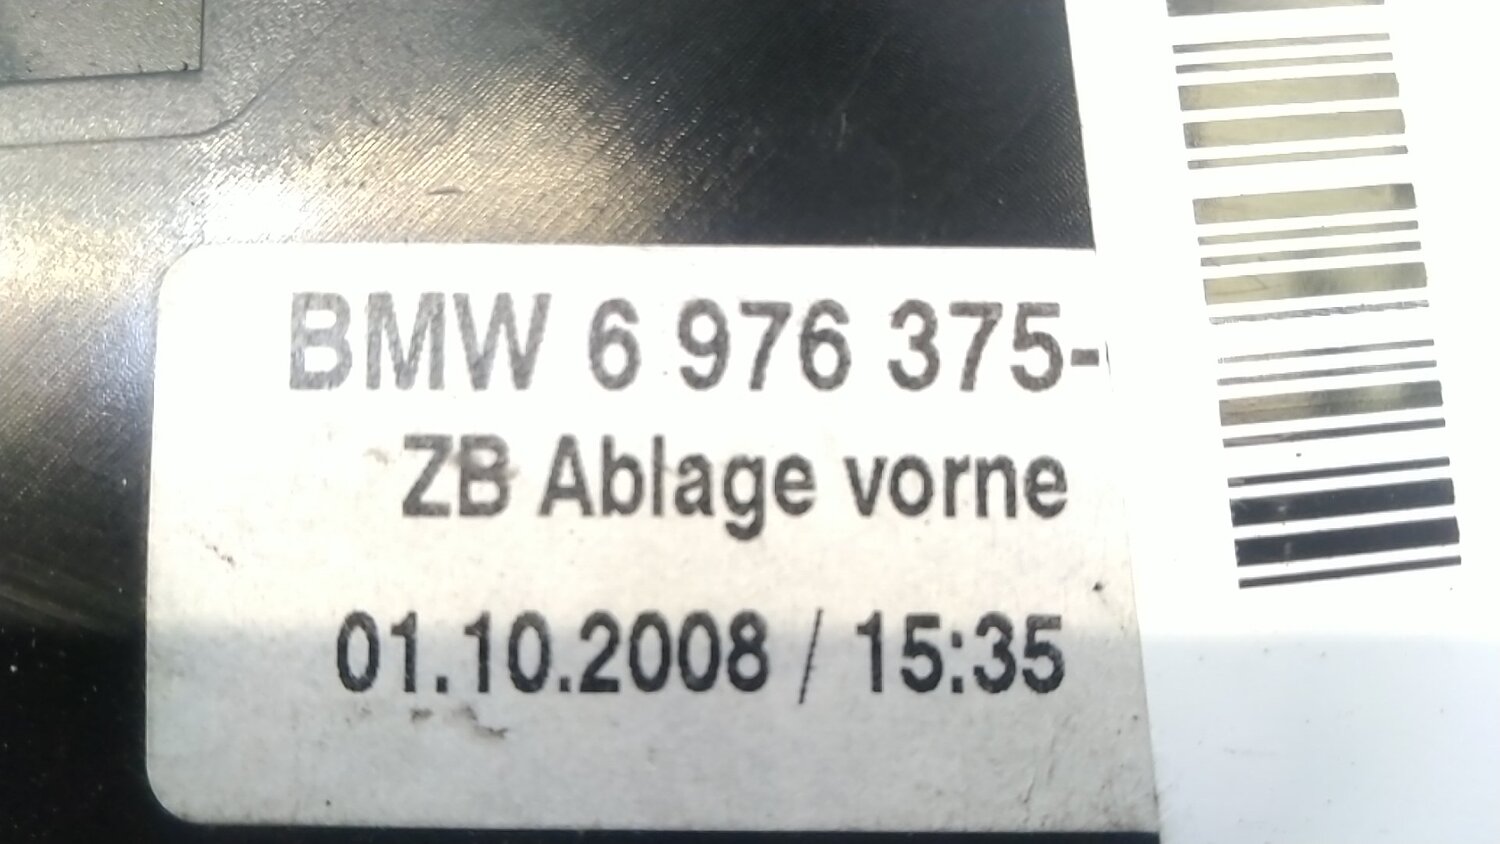 BMW 6 976 375-
ZB Ablage vorne
01.10.2008 / 15:35